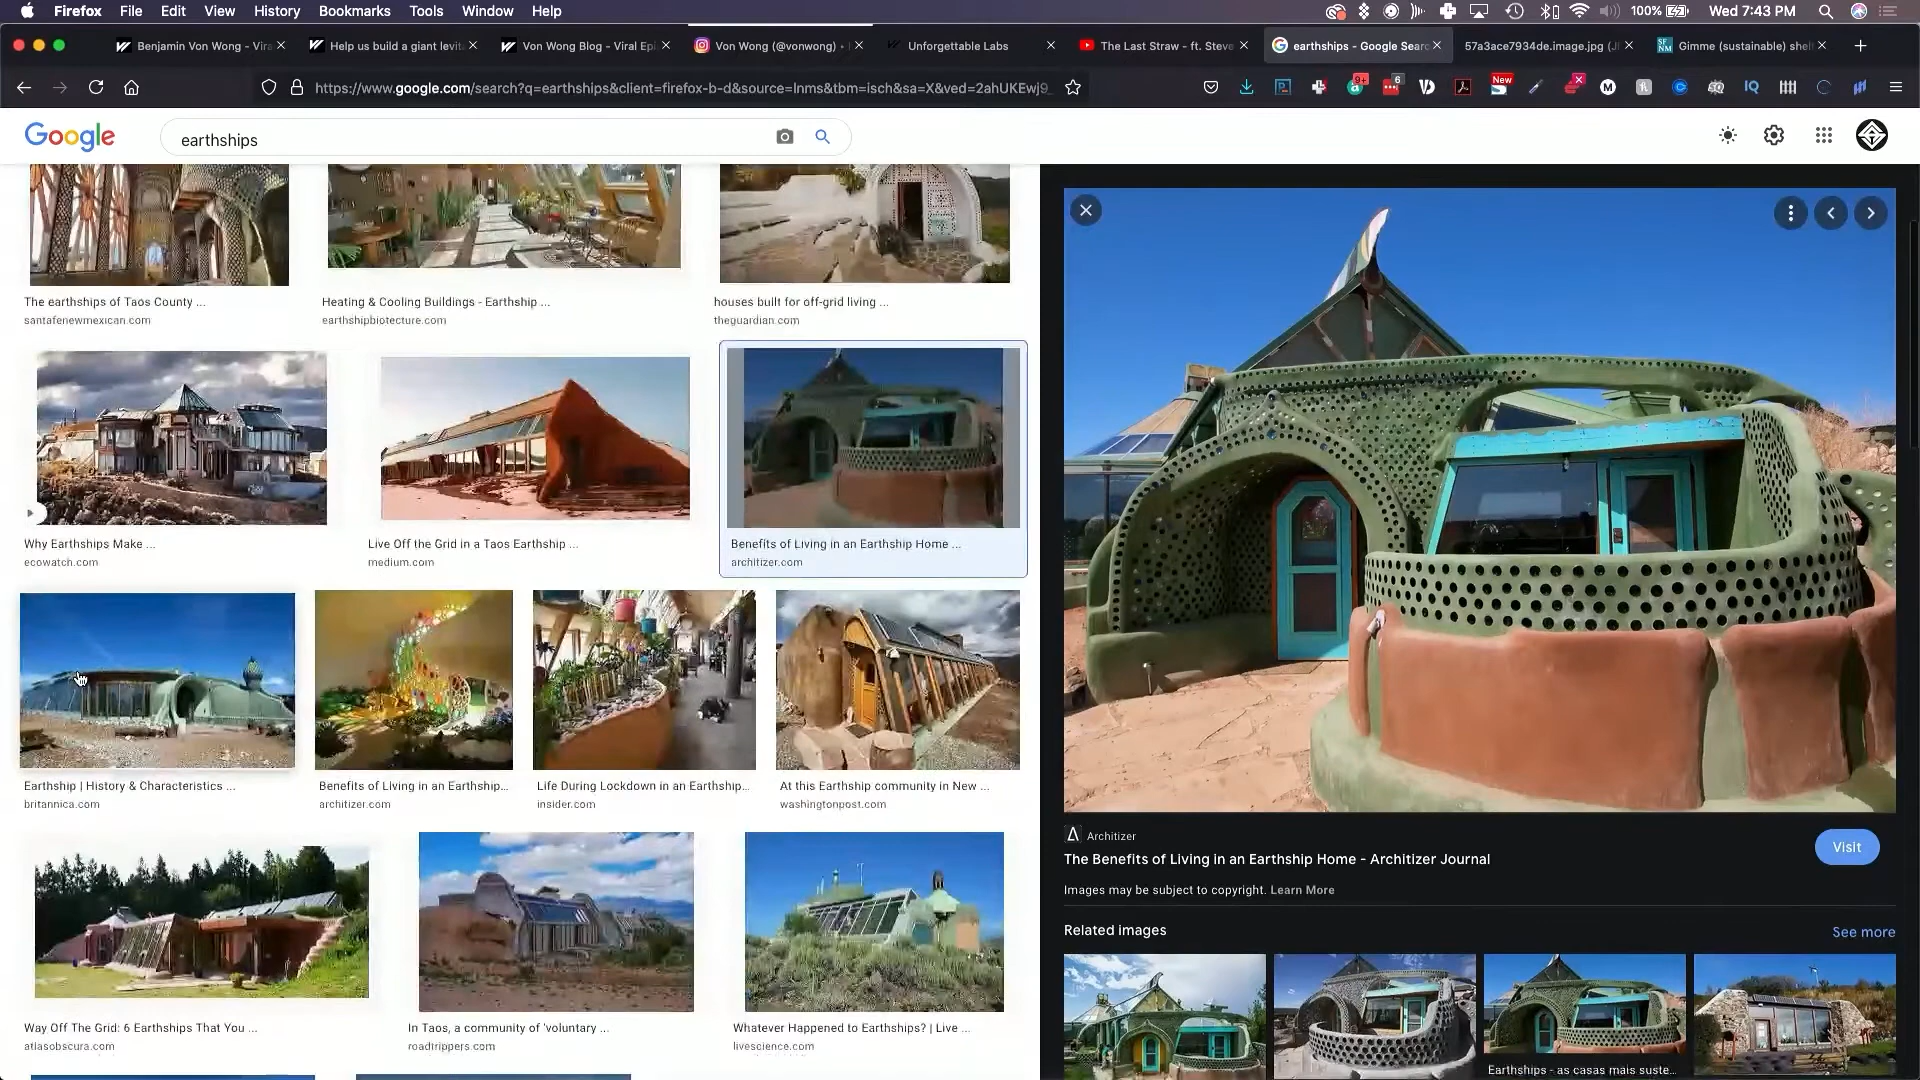 Firefox File Edit View History Bookmarks Tools Window Help 100% Wed 7:43 PM
Benjamin Von Wong - Vira Help us build a giant levit Von Wong Blog - Viral Epi Von Wong (@vonwong) • Unforgettable Labs The Last Straw - ft. Steve earthships - Google Searc 57a3ace7934de.image.jpg (J Gimme (sustainable) shel
https://www.google.com/search?q=earthships&client=firefox-b-d&source=lnms&tbm=isch&sa=X&ved=2ahUKEwj9_ 9+ 6 New IQ
Google earthships
The earthships of Taos County ...
santafenewmexican.com
Heating & Cooling Buildings - Earthship ...
earthshipbiotecture.com
houses built for off-grid living ...
theguardian.com
Why Earthships Make ...
ecowatch.com
Live Off the Grid in a Taos Earthship ...
medium.com
Benefits of Living in an Earthship Home ...
architizer.com
Earthship | History & Characteristics ...
britannica.com
Benefits of Living in an Earthship...
architizer.com
Life During Lockdown in an Earthship...
insider.com
At this Earthship community in New ...
washingtonpost.com
Way Off The Grid: 6 Earthships That You ...
atlasobscura.com
In Taos, a community of 'voluntary ...
roadtrippers.com
Whatever Happened to Earthships? | Live ...
livescience.com
Architizer
The Benefits of Living in an Earthship Home - Architizer Journal
Visit
Images may be subject to copyright. Learn More
Related images
See more
Earthships - as casas mais suste...